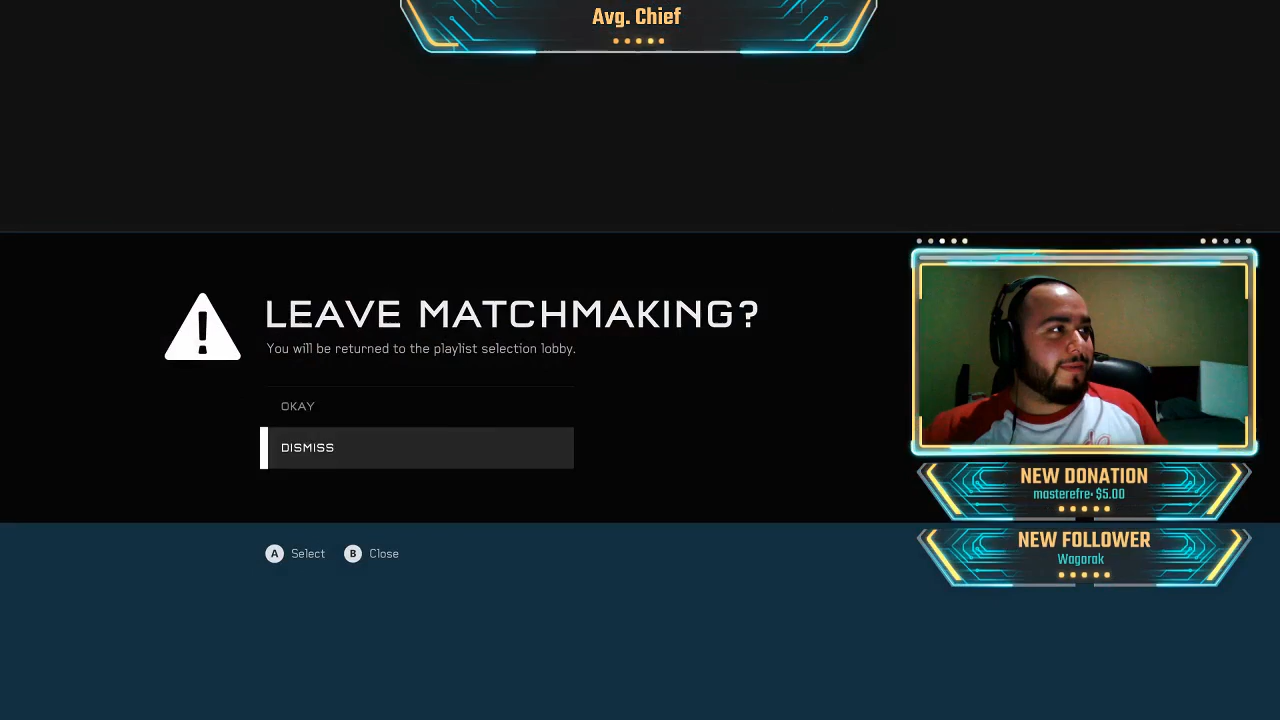 Avg. Chief
LEAVE MATCHMAKING?
You will be returned to the playlist selection lobby.
OKAY
DISMISS
A Select B Close
NEW DONATION
masterefre• $5.00
NEW FOLLOWER
Wagarak